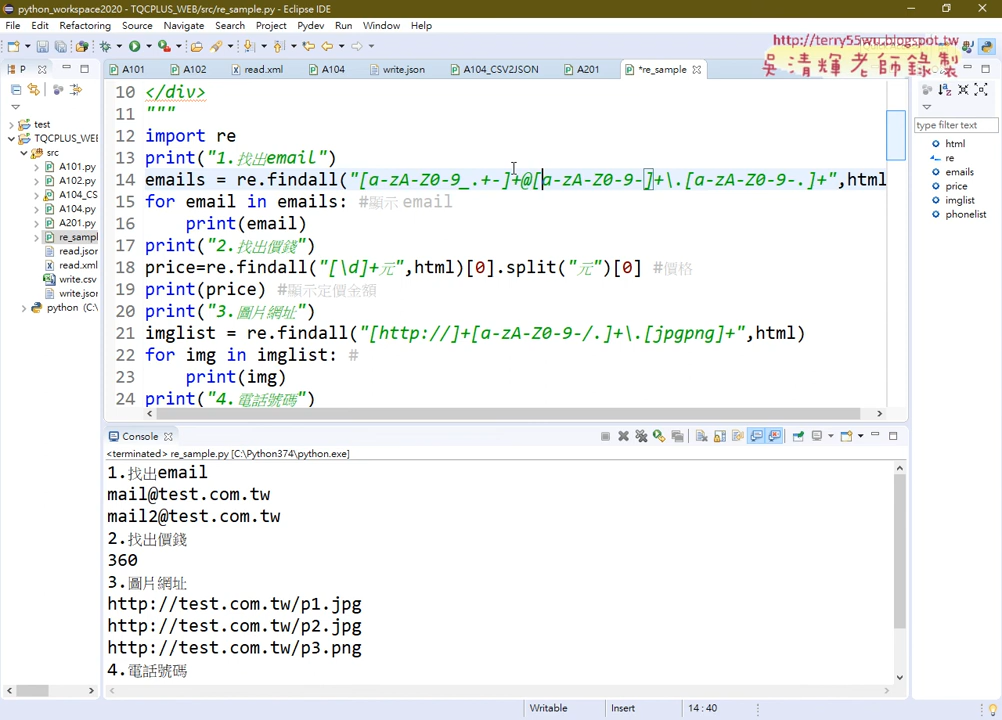 python_workspace2020 - TQCPLUS_WEB/src/re_sample.py - Eclipse IDE
File Edit Refactoring Source Navigate Search Project Pydev Run Window Help
http://terry55wu.blogspot.tw
吳清輝老師錄製
P
A101 A102 read.xml A104 write.json A104_CSV2JSON A201 *re_sample
test
TQCPLUS_WEB
src
A101.py
A102.py
A104_CS
A104.py
A201.py
re_sampl
read.json
read.xml
write.csv
write.json
python (C:\
10 </div>
11 """
12 import re
13 print("1.找出email")
14 emails = re.findall("[a-zA-Z0-9_.+-]+@[a-zA-Z0-9-]+\.[a-zA-Z0-9-.]+",html
15 for email in emails: #顯示email
16 print(email)
17 print("2.找出價錢")
18 price=re.findall("[\d]+元",html)[0].split("元")[0] #價格
19 print(price) #顯示定價金額
20 print("3.圖片網址")
21 imglist = re.findall("[http://]+[a-zA-Z0-9-/.]+\.[jpgpng]+",html)
22 for img in imglist: #
23 print(img)
24 print("4.電話號碼")
type filter text
html
re
emails
price
imglist
phonelist
Console
<terminated> re_sample.py [C:\Python374\python.exe]
1.找出email
mail@test.com.tw
mail2@test.com.tw
2.找出價錢
360
3.圖片網址
http://test.com.tw/p1.jpg
http://test.com.tw/p2.jpg
http://test.com.tw/p3.png
4.電話號碼
Writable Insert 14 : 40